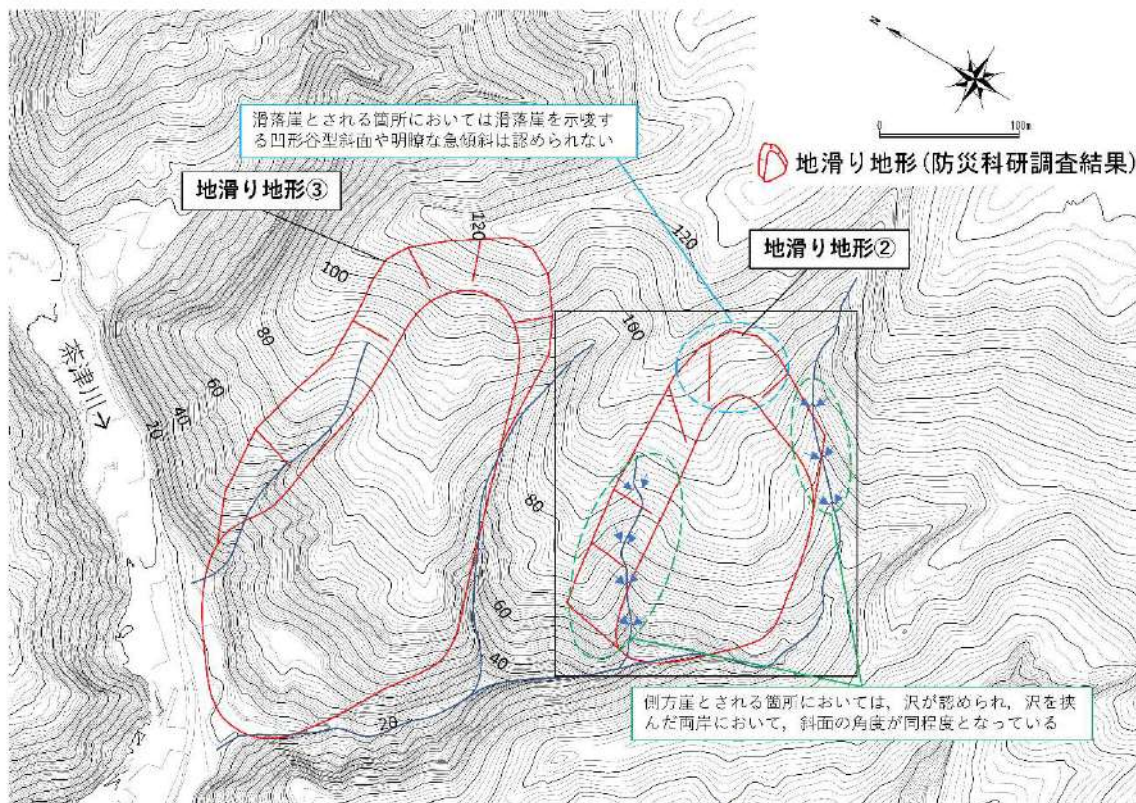 N
0 100m
滑落崖とされる箇所においては滑落崖を示唆す
る凹形谷型斜面や明瞭な急傾斜は認められない
地滑り地形(防災科研調査結果)
地滑り地形③
地滑り地形②
120
120
100
100
80
60
40
20
茶津川
80
60
40
20
側方崖とされる箇所においては，沢が認められ，沢を挟
んだ両岸において，斜面の角度が同程度となっている